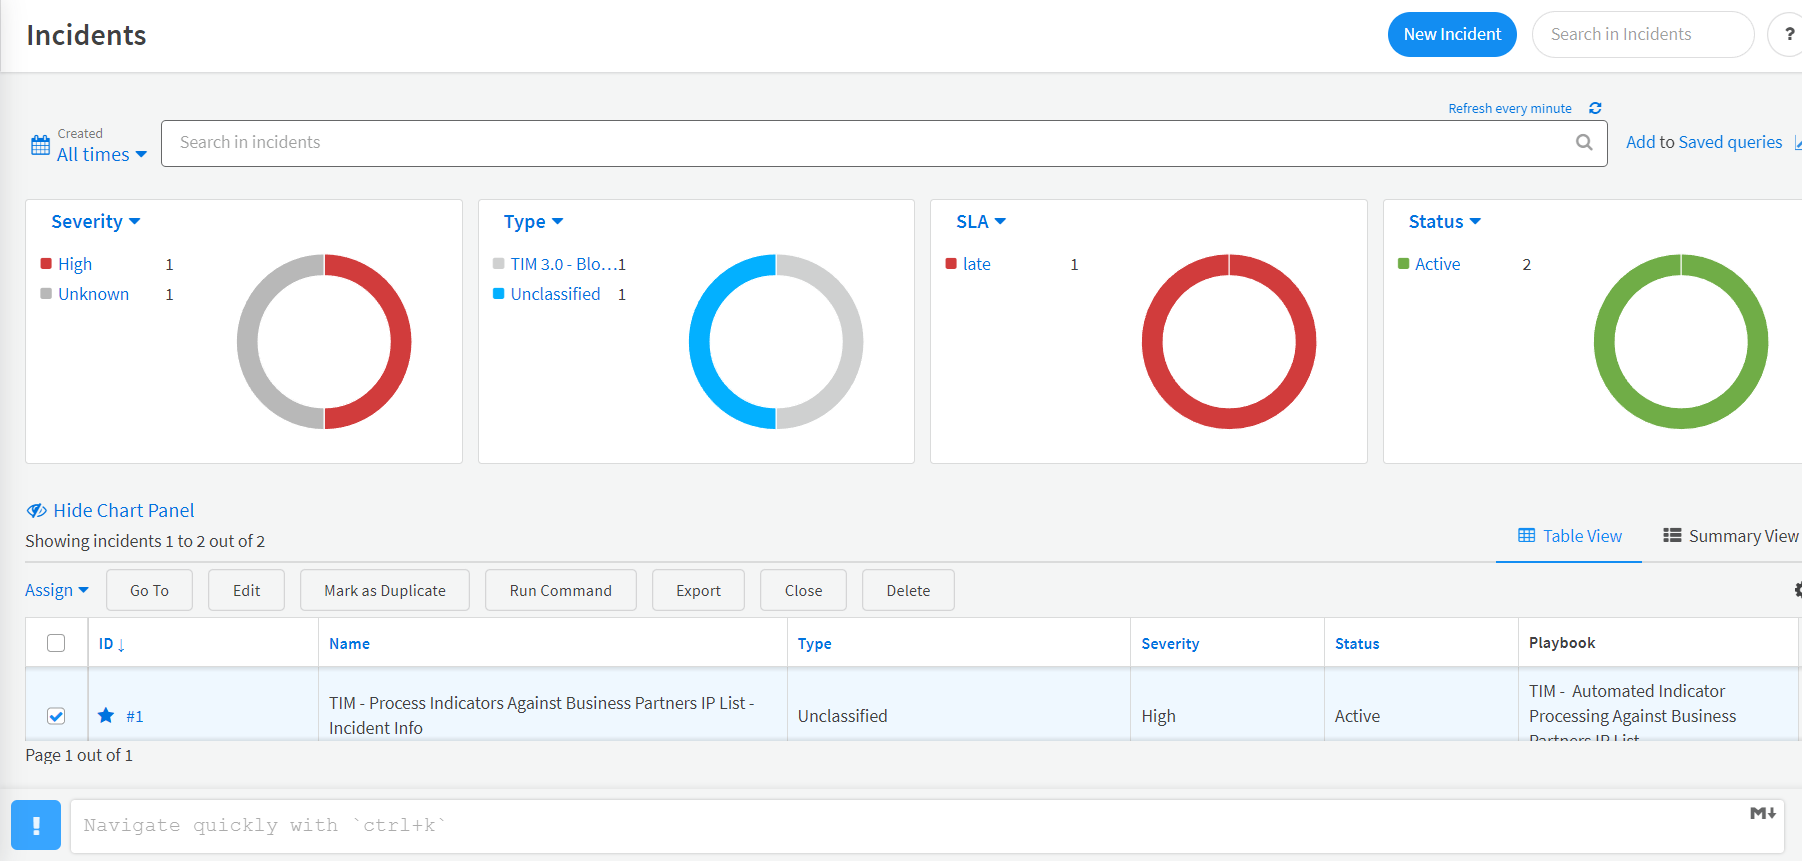 Incidents
New Incident
Search in Incidents
?
Refresh every minute
Created
All times
Search in incidents
Add to Saved queries
Severity
High 1
Unknown 1
Type
TIM 3.0 - Blo...1
Unclassified 1
SLA
late 1
Status
Active 2
Hide Chart Panel
Showing incidents 1 to 2 out of 2
Table View
Summary View
Assign
Go To
Edit
Mark as Duplicate
Run Command
Export
Close
Delete
ID ↓
Name
Type
Severity
Status
Playbook
#1
TIM - Process Indicators Against Business Partners IP List -
Incident Info
Unclassified
High
Active
TIM - Automated Indicator
Processing Against Business
Partners IP List
Page 1 out of 1
!
Navigate quickly with `ctrl+k`
M